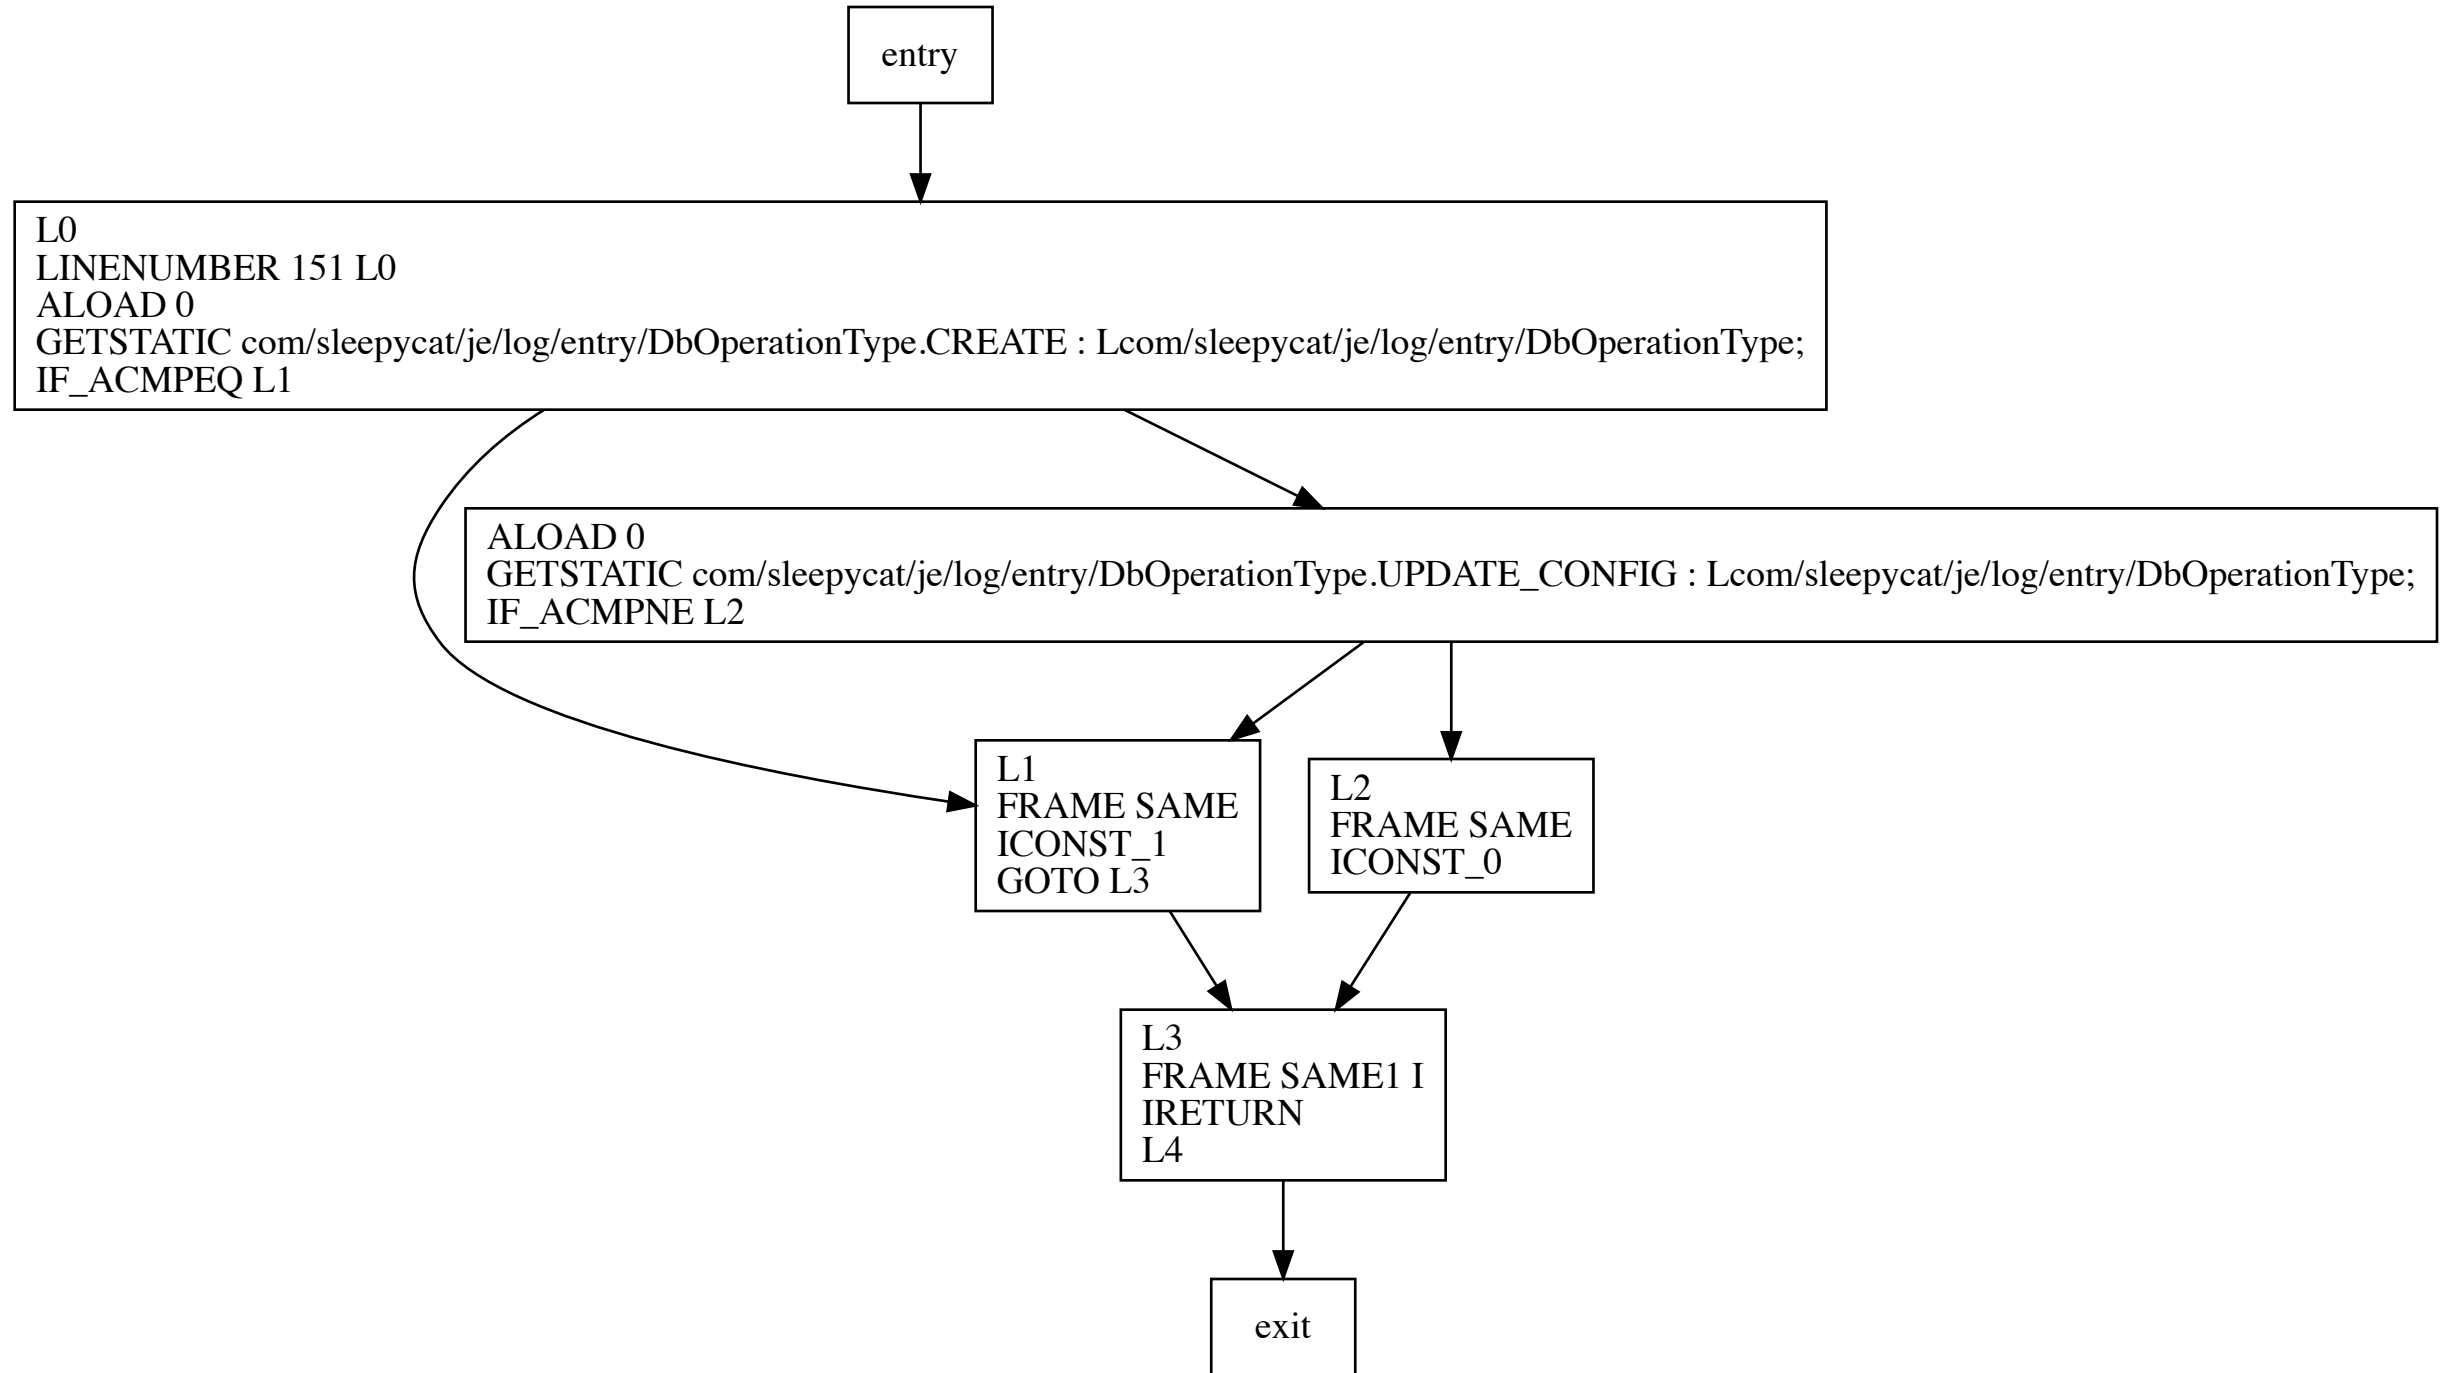 entry
L0
LINENUMBER 151 L0
ALOAD 0
GETSTATIC com/sleepycat/je/log/entry/DbOperationType.CREATE : Lcom/sleepycat/je/log/entry/DbOperationType;
IF_ACMPEQ L1
ALOAD 0
GETSTATIC com/sleepycat/je/log/entry/DbOperationType.UPDATE_CONFIG : Lcom/sleepycat/je/log/entry/DbOperationType;
IF_ACMPNE L2
L1
FRAME SAME
ICONST_1
GOTO L3
L2
FRAME SAME
ICONST_0
L3
FRAME SAME1 I
IRETURN
L4
exit